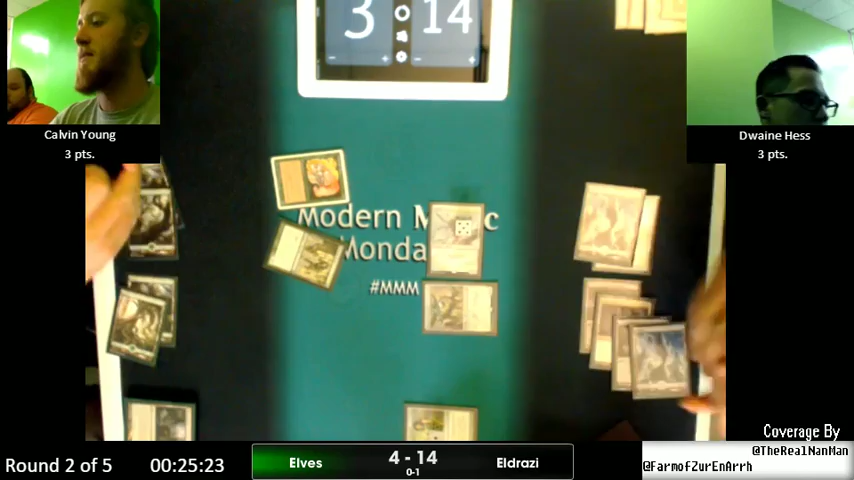 3 14
Calvin Young
3 pts.
Dwaine Hess
3 pts.
Modern M c
Monda
#MMM
Coverage By
@TheRealNanMan
@FarmofZurEnArrh
Round 2 of 5
00:25:23
Elves
4 - 14
0-1
Eldrazi